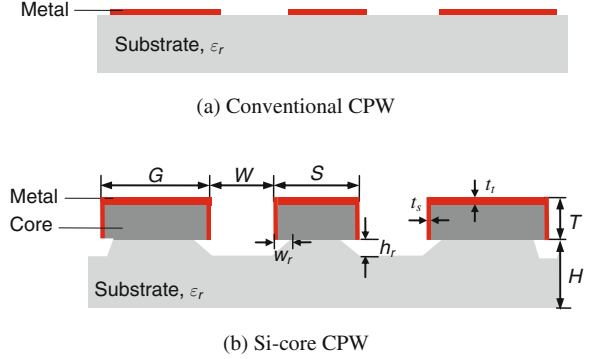 Metal
Substrate, εr
(a) Conventional CPW
G W S
Metal
Core
ts
tt
T
wr
hr
H
Substrate, εr
(b) Si-core CPW